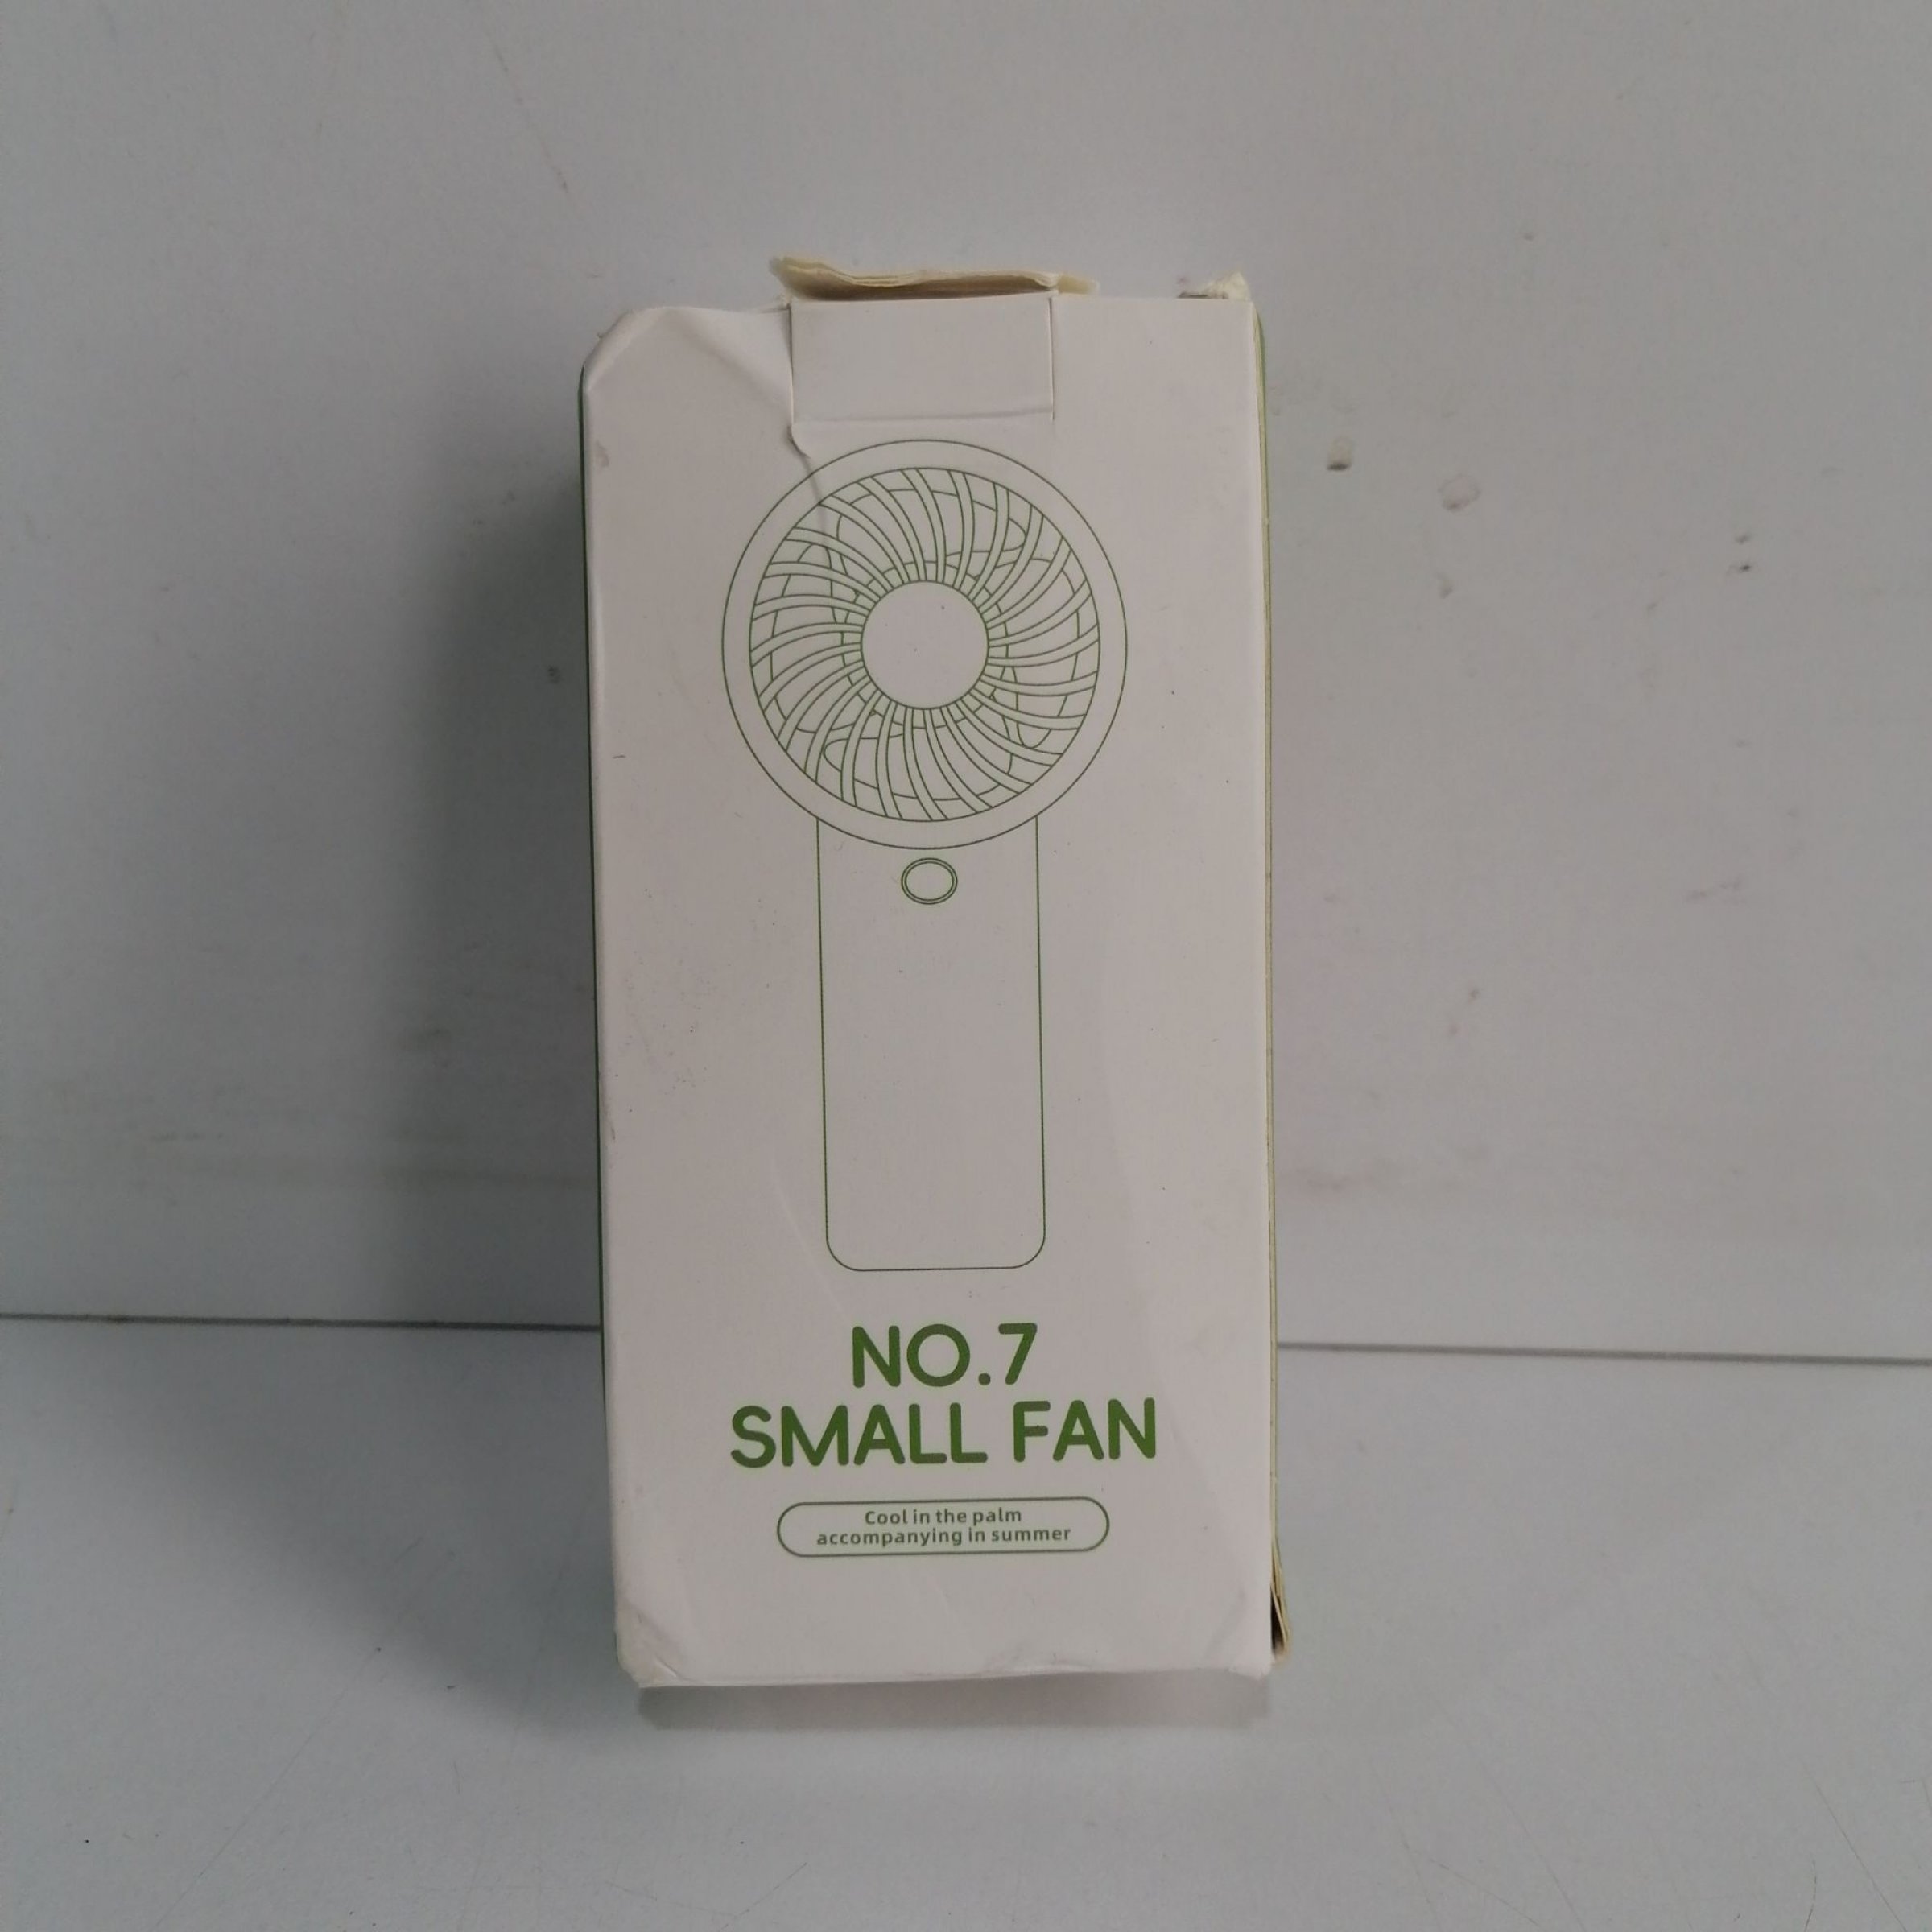 NO.7
SMALL FAN
Cool in the palm
accompanying in summer